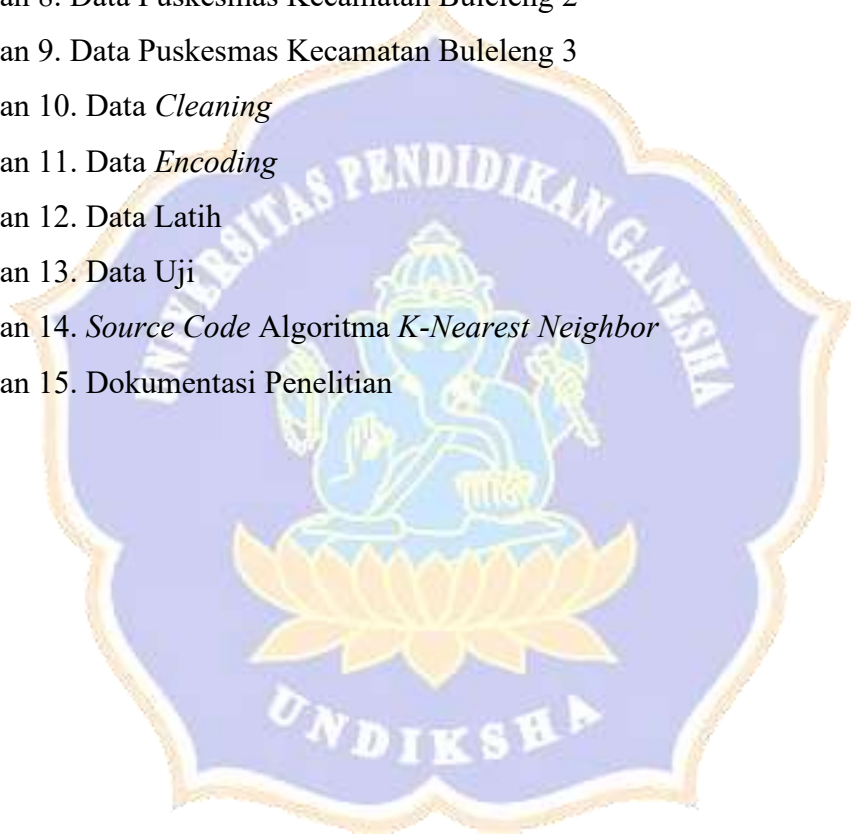 an 8. Data Puskesmas Kecamatan Buleleng 2
an 9. Data Puskesmas Kecamatan Buleleng 3
an 10. Data Cleaning
an 11. Data Encoding
an 12. Data Latih
an 13. Data Uji
an 14. Source Code Algoritma K-Nearest Neighbor
an 15. Dokumentasi Penelitian
UNIVERSITAS PENDIDIKAN GANESHA
UNDIKSHA